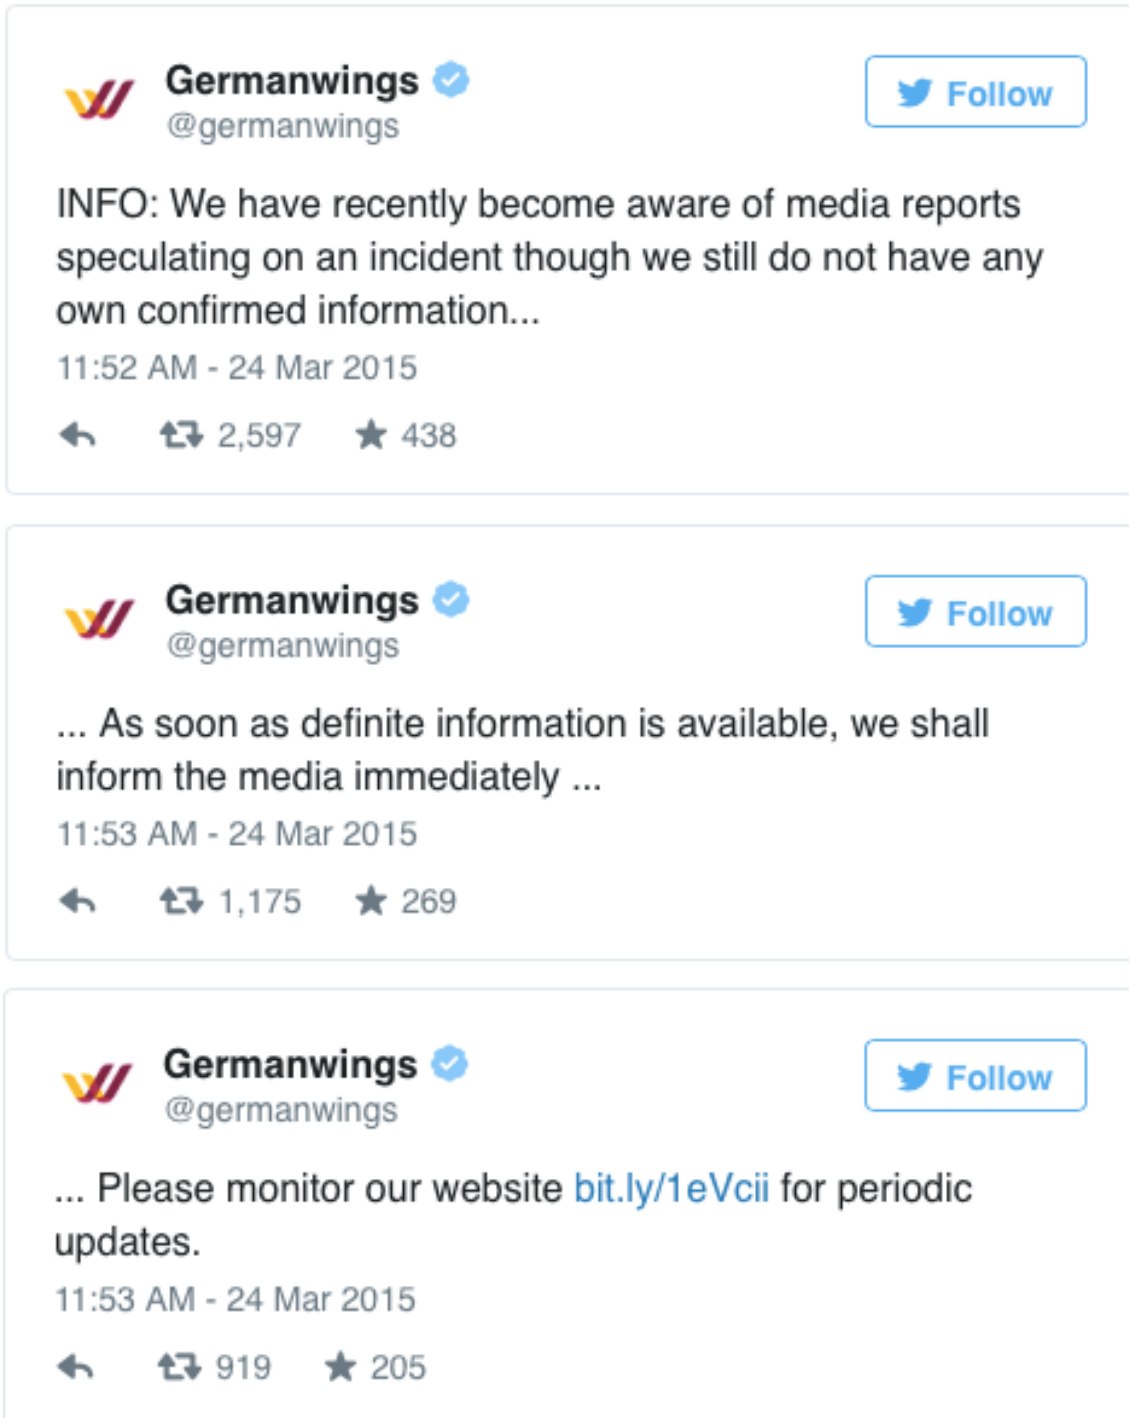 Germanwings
@germanwings
Follow
INFO: We have recently become aware of media reports
speculating on an incident though we still do not have any
own confirmed information...
11:52 AM - 24 Mar 2015
2,597 438
Germanwings
@germanwings
Follow
... As soon as definite information is available, we shall
inform the media immediately ...
11:53 AM - 24 Mar 2015
1,175 269
Germanwings
@germanwings
Follow
... Please monitor our website bit.ly/1eVcii for periodic
updates.
11:53 AM - 24 Mar 2015
919 205